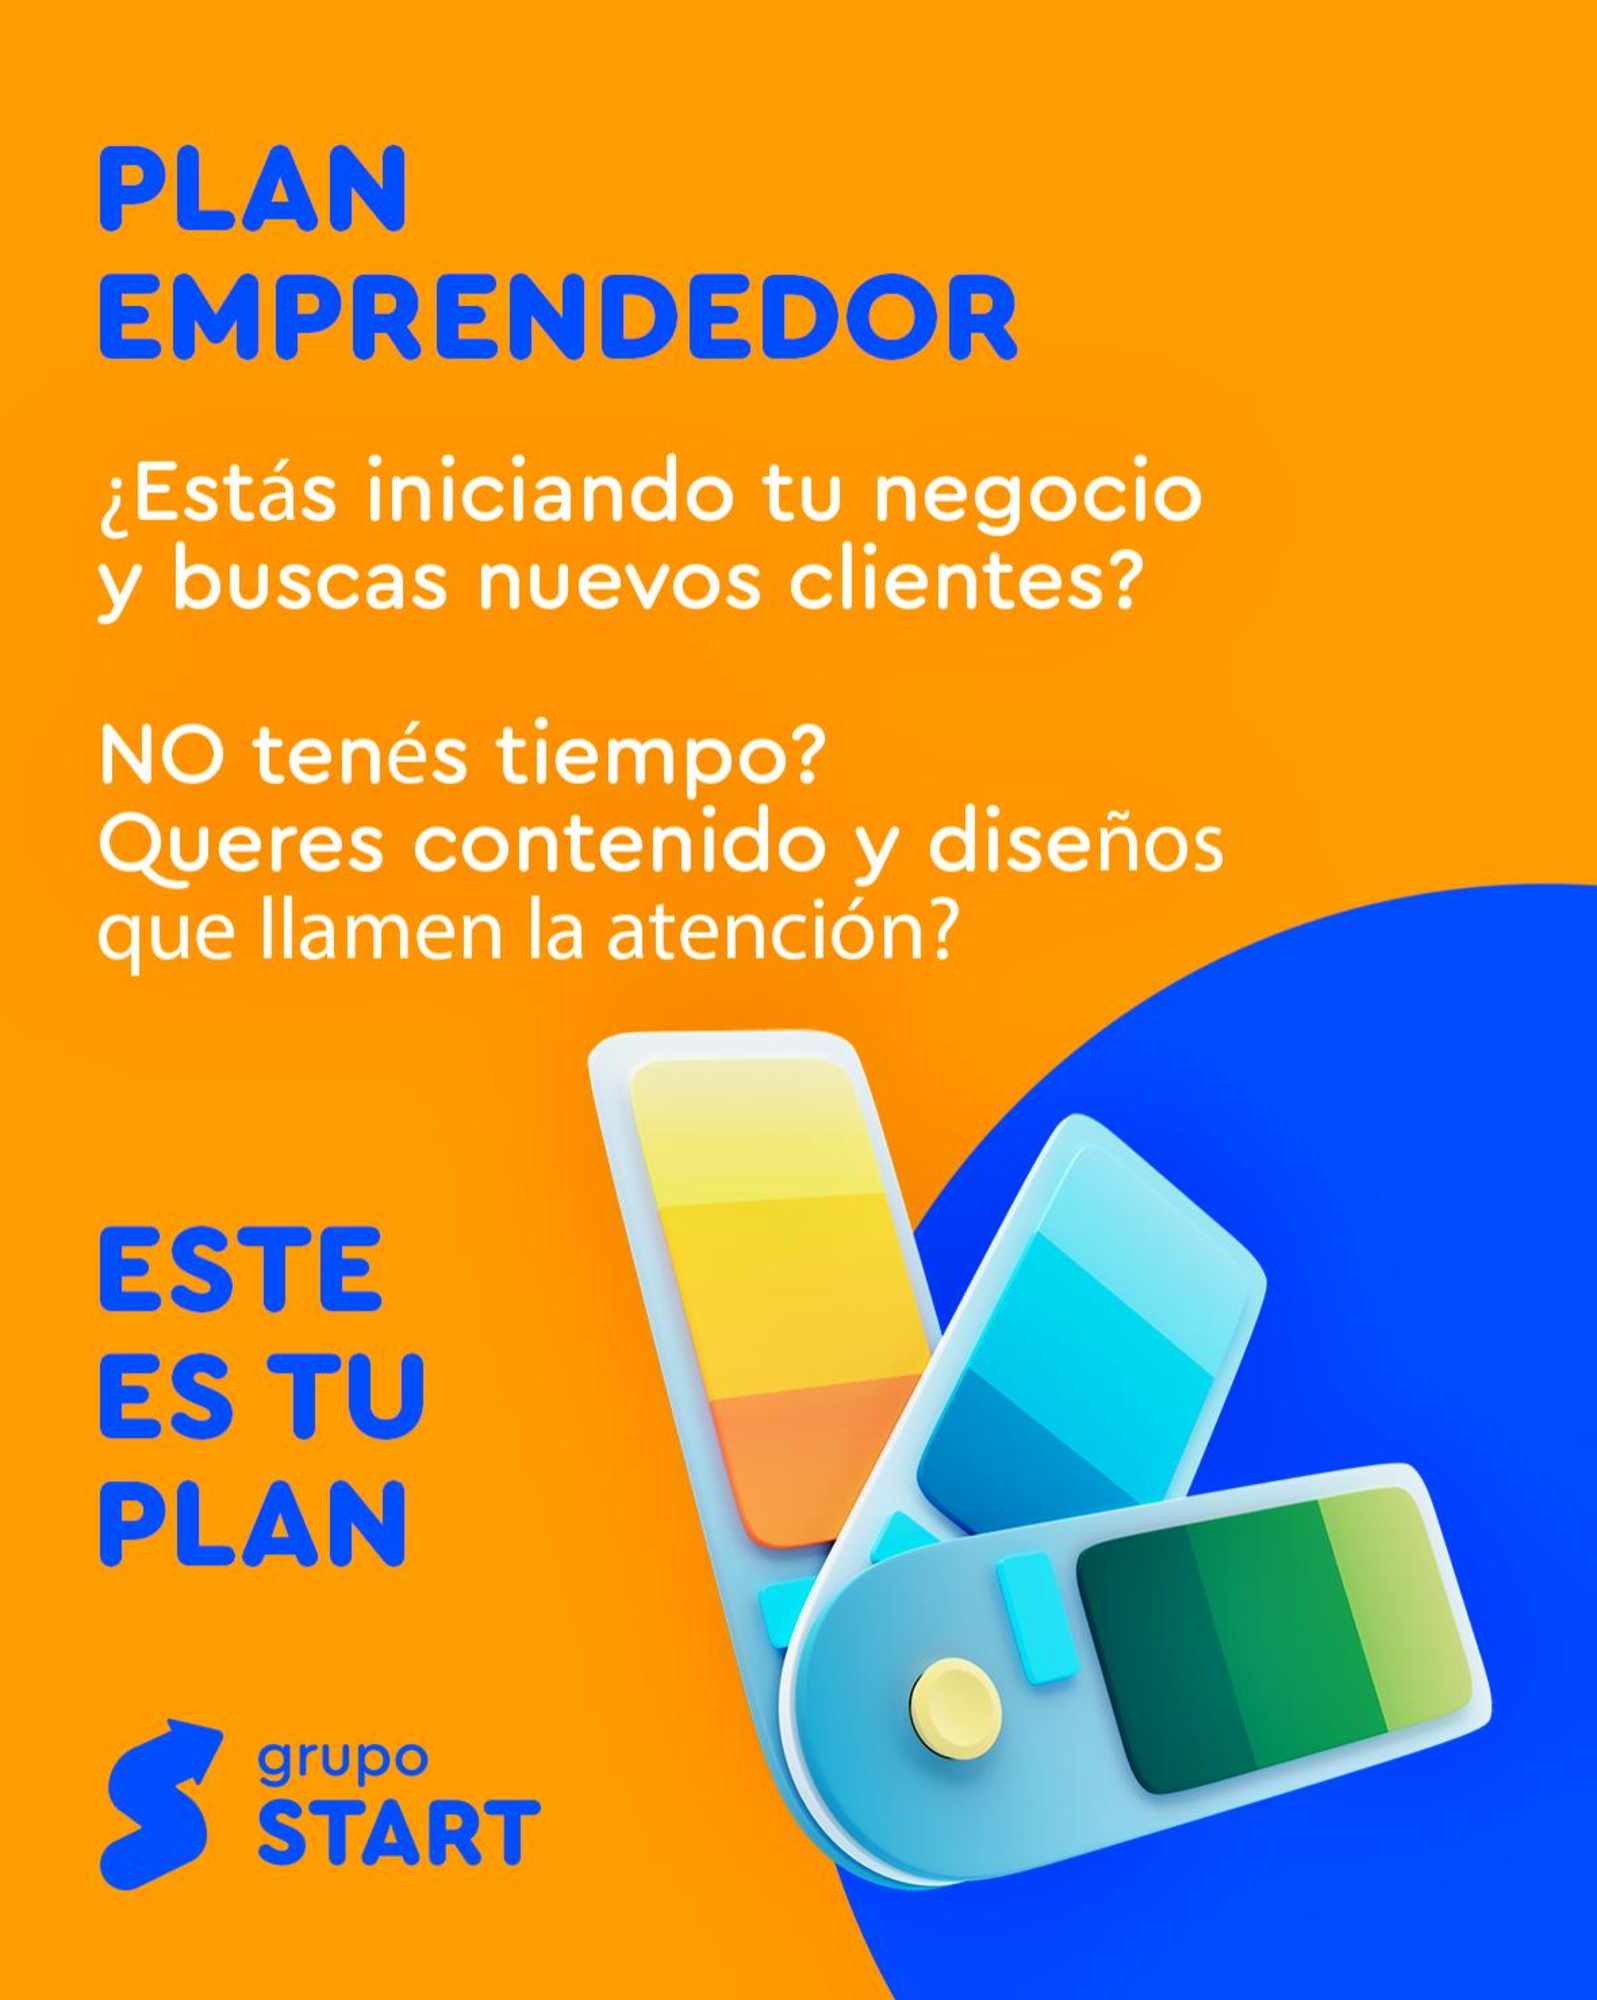 PLAN
EMPRENDEDOR
¿Estás iniciando tu negocio
y buscas nuevos clientes?
NO tenés tiempo?
Queres contenido y diseños
que llamen la atención?
ESTE
ES TU
PLAN
grupo
START